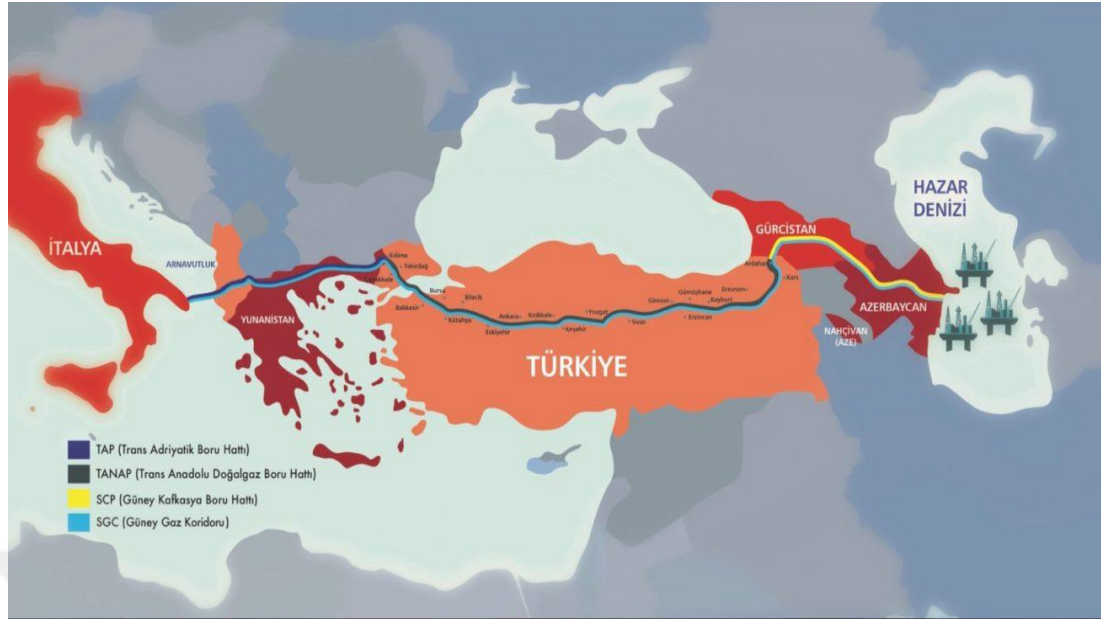 HAZAR
DENİZİ
GÜRCİSTAN
İTALYA
ARNAVUTLUK
Edirne
Tekirdağ
Çanakkale
Ardahan
Kars
Bursa
Bilecik
Balıkesir
Kütahya
Eskişehir
Ankara
Kırıkkale
Kırşehir
Yozgat
Sivas
Giresun
Gümüşhane
Erzurum
Bayburt
Erzincan
AZERBAYCAN
YUNANİSTAN
NAHÇİVAN
(AZE)
TÜRKİYE
TAP (Trans Adriyatik Boru Hattı)
TANAP (Trans Anadolu Doğalgaz Boru Hattı)
SCP (Güney Kafkasya Boru Hattı)
SGC (Güney Gaz Koridoru)